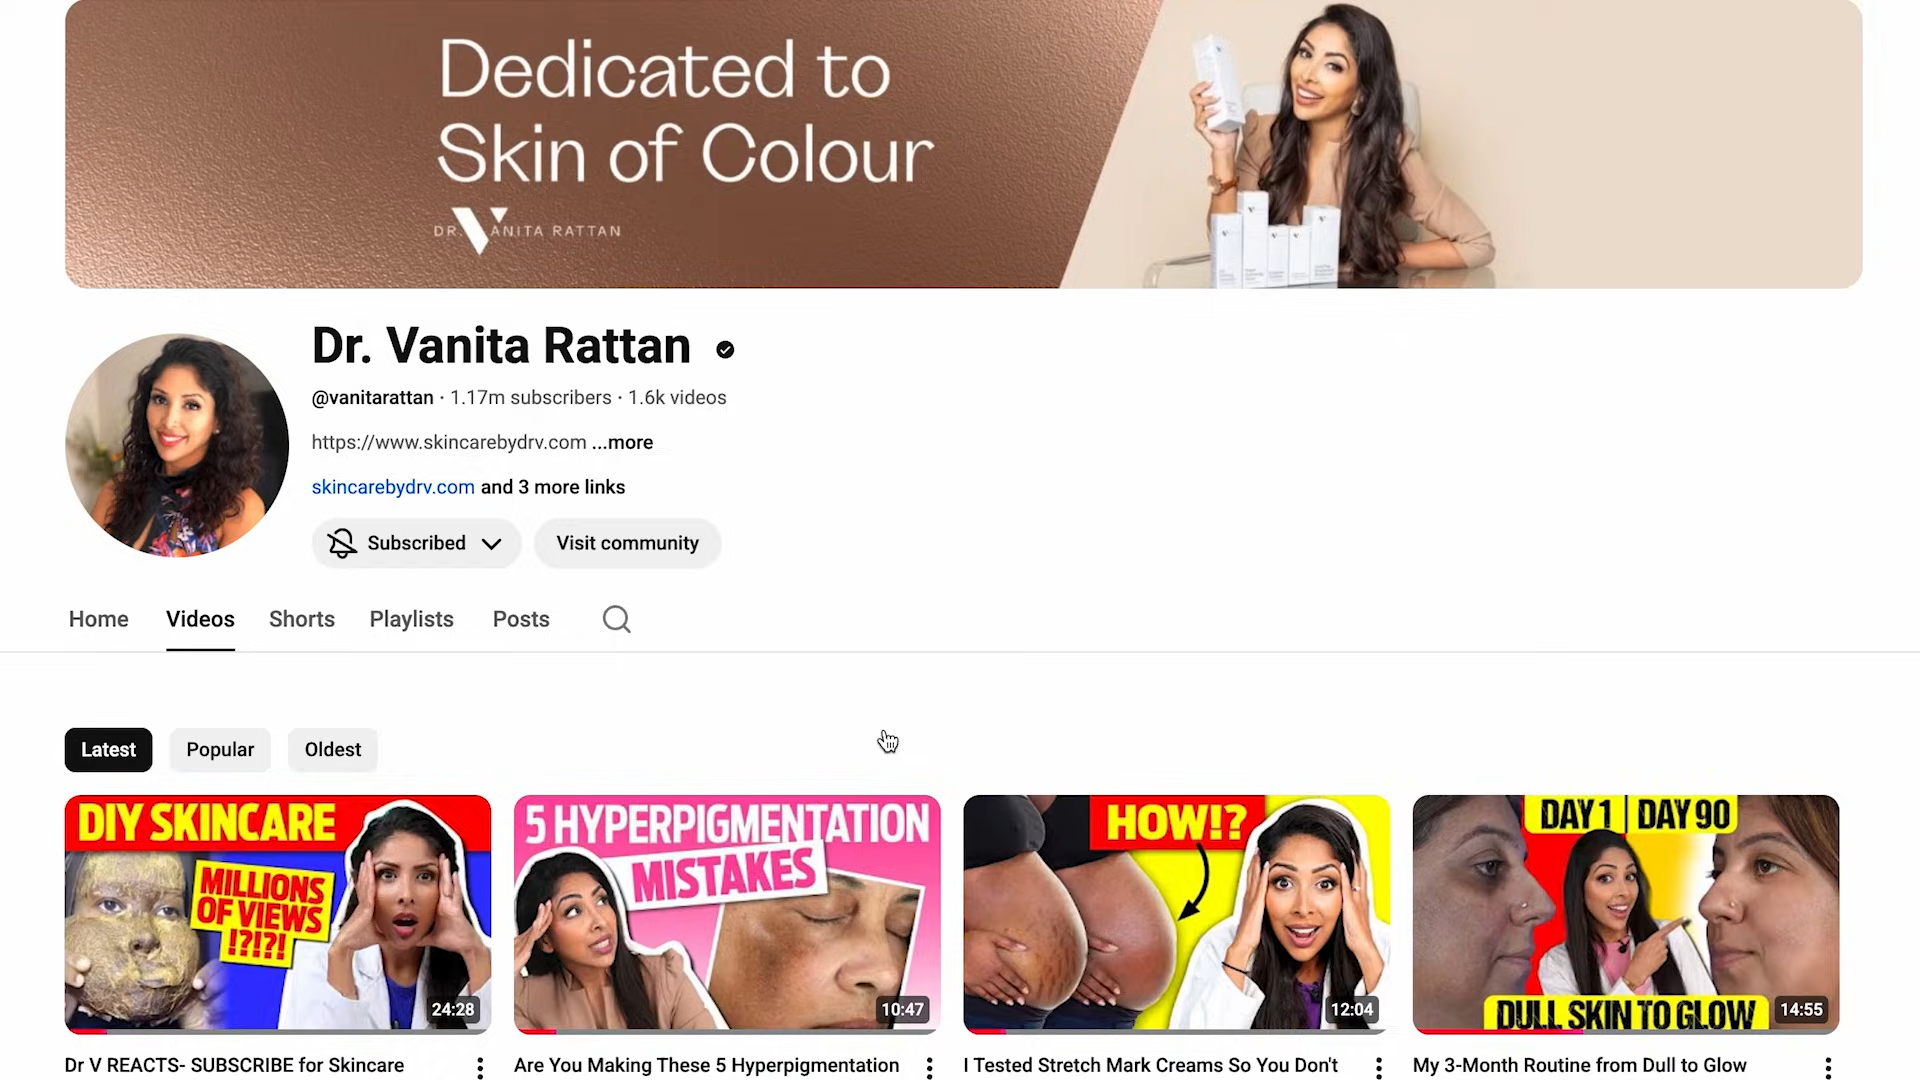 Dedicated to
Skin of Colour
DR. VANITA RATTAN
Dr. Vanita Rattan
@vanitarattan · 1.17m subscribers · 1.6k videos
https://www.skincarebydrv.com ...more
skincarebydrv.com and 3 more links
Subscribed
Visit community
Home Videos Shorts Playlists Posts
Latest Popular Oldest
DIY SKINCARE
MILLIONS
OF VIEWS
!?!?!
24:28
5 HYPERPIGMENTATION
MISTAKES
10:47
HOW!?
12:04
DAY 1 | DAY 90
DULL SKIN TO GLOW
14:55
Dr V REACTS- SUBSCRIBE for Skincare
Are You Making These 5 Hyperpigmentation
I Tested Stretch Mark Creams So You Don't
My 3-Month Routine from Dull to Glow